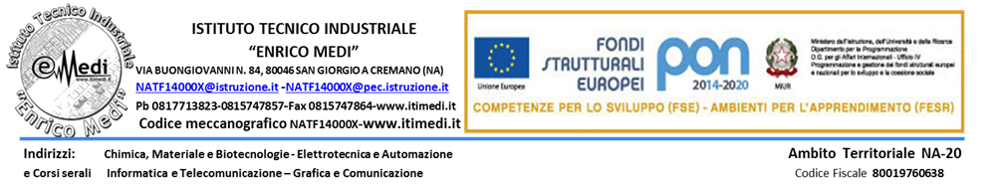 Istituto Tecnico Industriale
eMedi
www.itimedi.it
"Enrico Medi"
ISTITUTO TECNICO INDUSTRIALE
“ENRICO MEDI”
VIA BUONGIOVANNI N. 84, 80046 SAN GIORGIO A CREMANO (NA)
NATF14000X@istruzione.it -NATF14000X@pec.istruzione.it
Pb 0817713823-0815747857-Fax 0815747864-www.itimedi.it
Codice meccanografico NATF14000X-www.itimedi.it
Unione Europea
FONDI
STRUTTURALI
EUROPEI
pon
2014-2020
MIUR
Ministero dell'Istruzione, dell'Università e della Ricerca
Dipartimento per la Programmazione
D.G. per gli Affari Internazionali - Ufficio IV
Programmazione e gestione dei fondi strutturali europei
e nazionali per lo sviluppo e la coesione sociale
COMPETENZE PER LO SVILUPPO (FSE) - AMBIENTI PER L'APPRENDIMENTO (FESR)
Indirizzi: Chimica, Materiale e Biotecnologie - Elettrotecnica e Automazione Ambito Territoriale NA-20
e Corsi serali Informatica e Telecomunicazione – Grafica e Comunicazione Codice Fiscale 80019760638